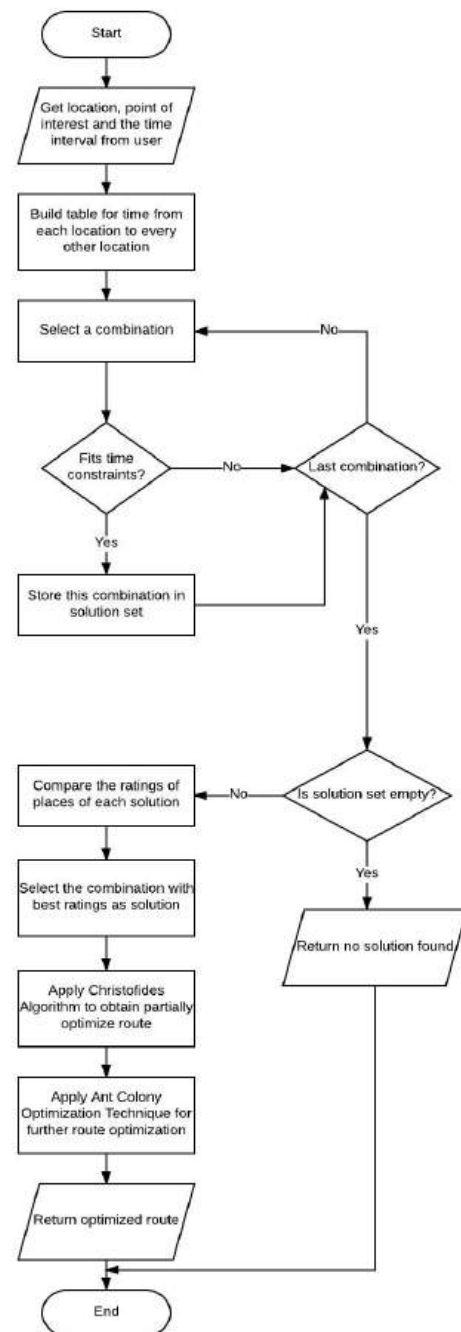 Start
Get location, point of
interest and the time
interval from user
Build table for time from
each location to every
other location
Select a combination
No
Fits time
constraints?
No
Last combination?
Yes
Store this combination in
solution set
Yes
Compare the ratings of
places of each solution
No
Is solution set empty?
Yes
Select the combination with
best ratings as solution
Return no solution found
Apply Christofides
Algorithm to obtain partially
optimize route
Apply Ant Colony
Optimization Technique for
further route optimization
Return optimized route
End